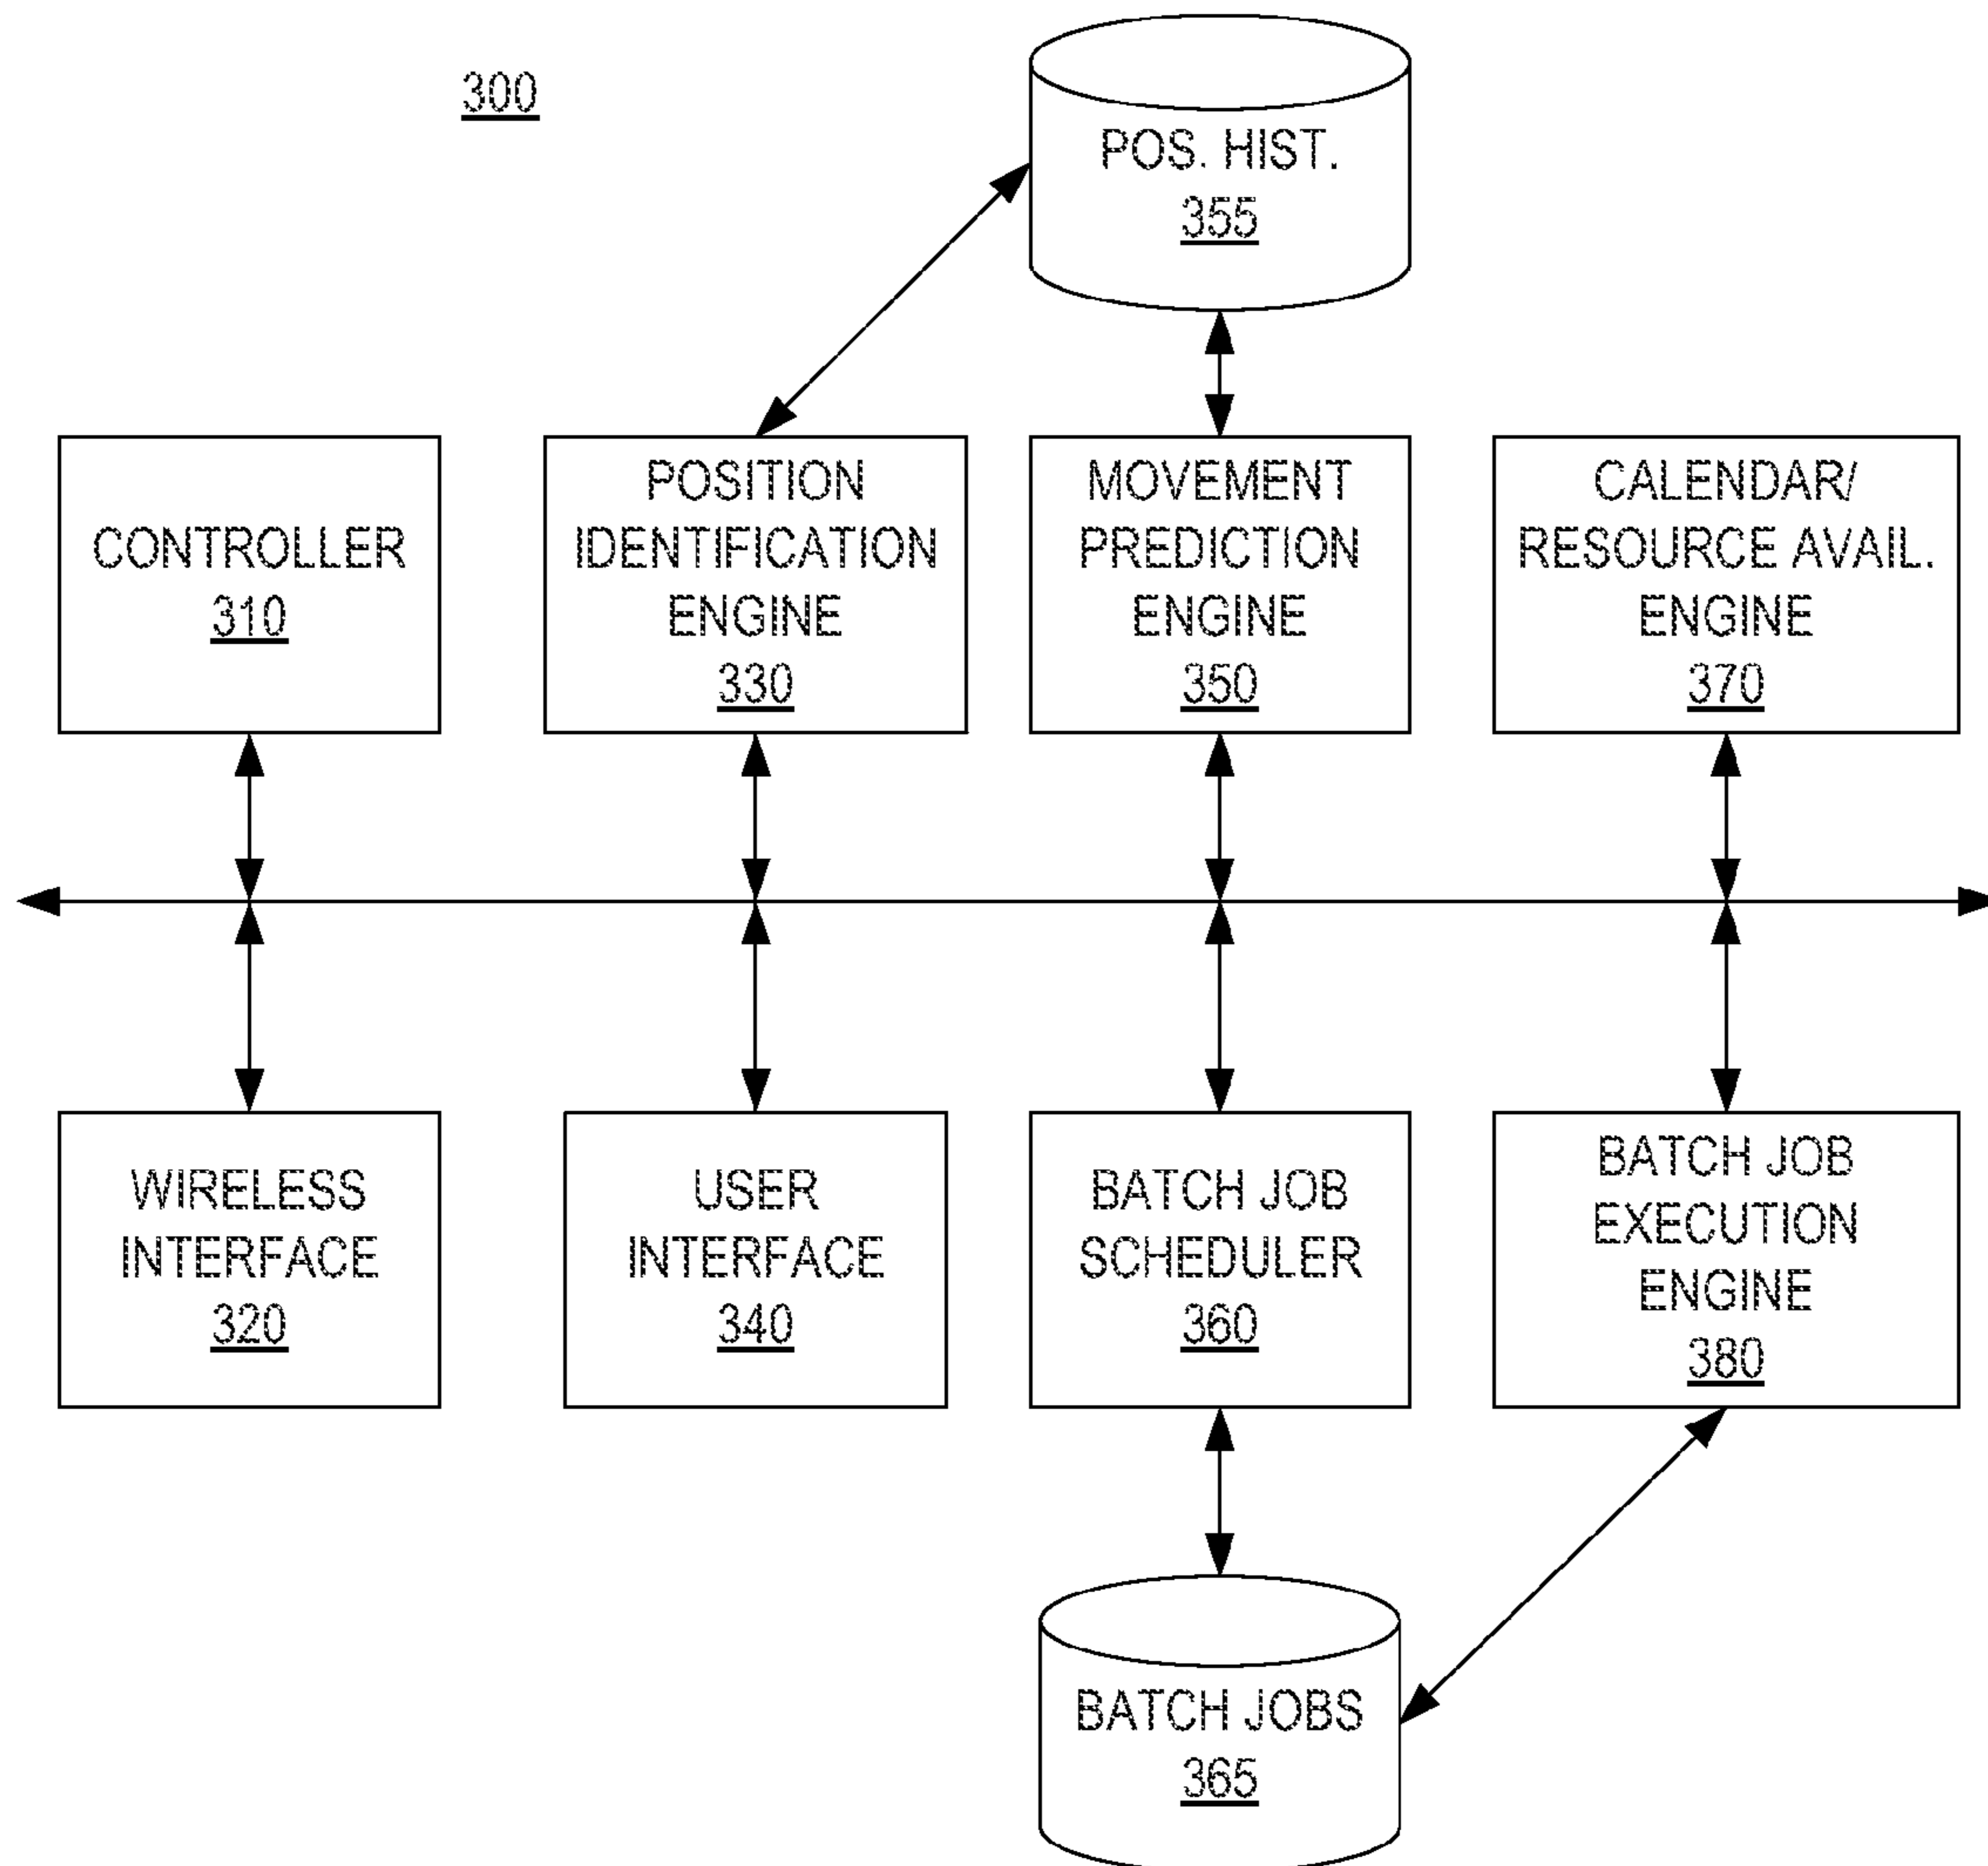 300
POS. HIST.
355
CONTROLLER
310
POSITION
IDENTIFICATION
ENGINE
330
MOVEMENT
PREDICTION
ENGINE
350
CALENDAR/
RESOURCE AVAIL.
ENGINE
370
WIRELESS
INTERFACE
320
USER
INTERFACE
340
BATCH JOB
SCHEDULER
360
BATCH JOB
EXECUTION
ENGINE
380
BATCH JOBS
365